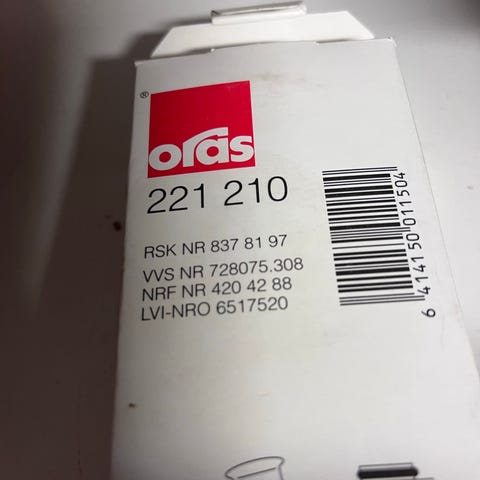 ®
oras
221 210
RSK NR 837 81 97
VVS NR 728075.308
NRF NR 420 42 88
LVI-NRO 6517520
6 414150 011504